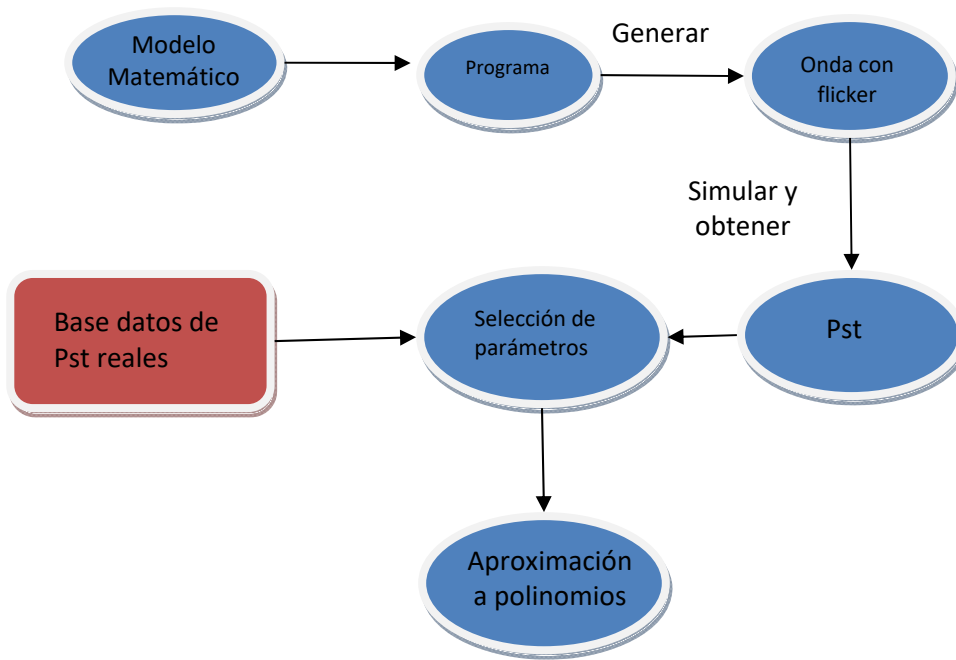 Modelo
Matemático
Programa
Generar
Onda con
flicker
Simular y
obtener
Base datos de
Pst reales
Selección de
parámetros
Pst
Aproximación
a polinomios